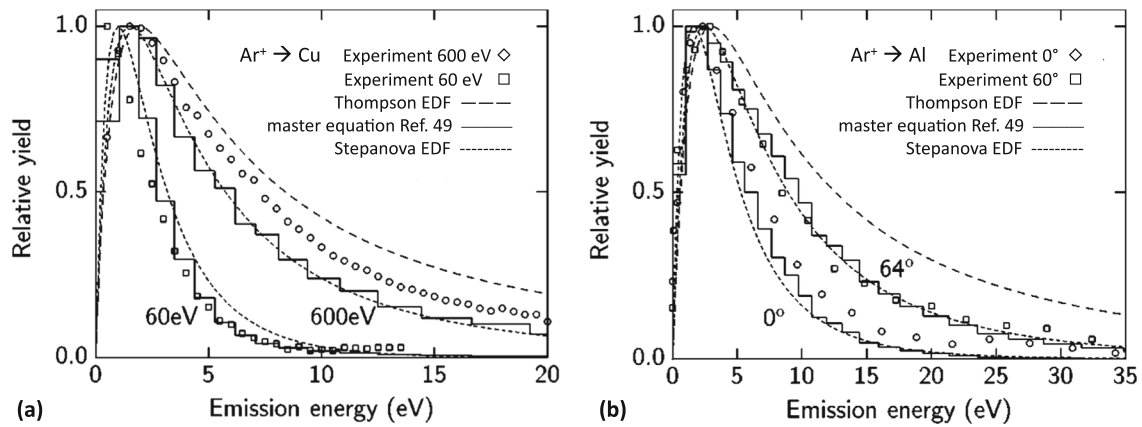 1.0
0.5
0.0
Relative yield
Ar⁺ → Cu
Experiment 600 eV ◇
Experiment 60 eV □
Thompson EDF
master equation Ref. 49
Stepanova EDF
60eV
600eV
0 5 10 15 20
(a) Emission energy (eV)
1.0
0.5
0.0
Relative yield
Ar⁺ → Al
Experiment 0° ◇
Experiment 60° □
Thompson EDF
master equation Ref. 49
Stepanova EDF
64°
0°
0 5 10 15 20 25 30 35
(b) Emission energy (eV)